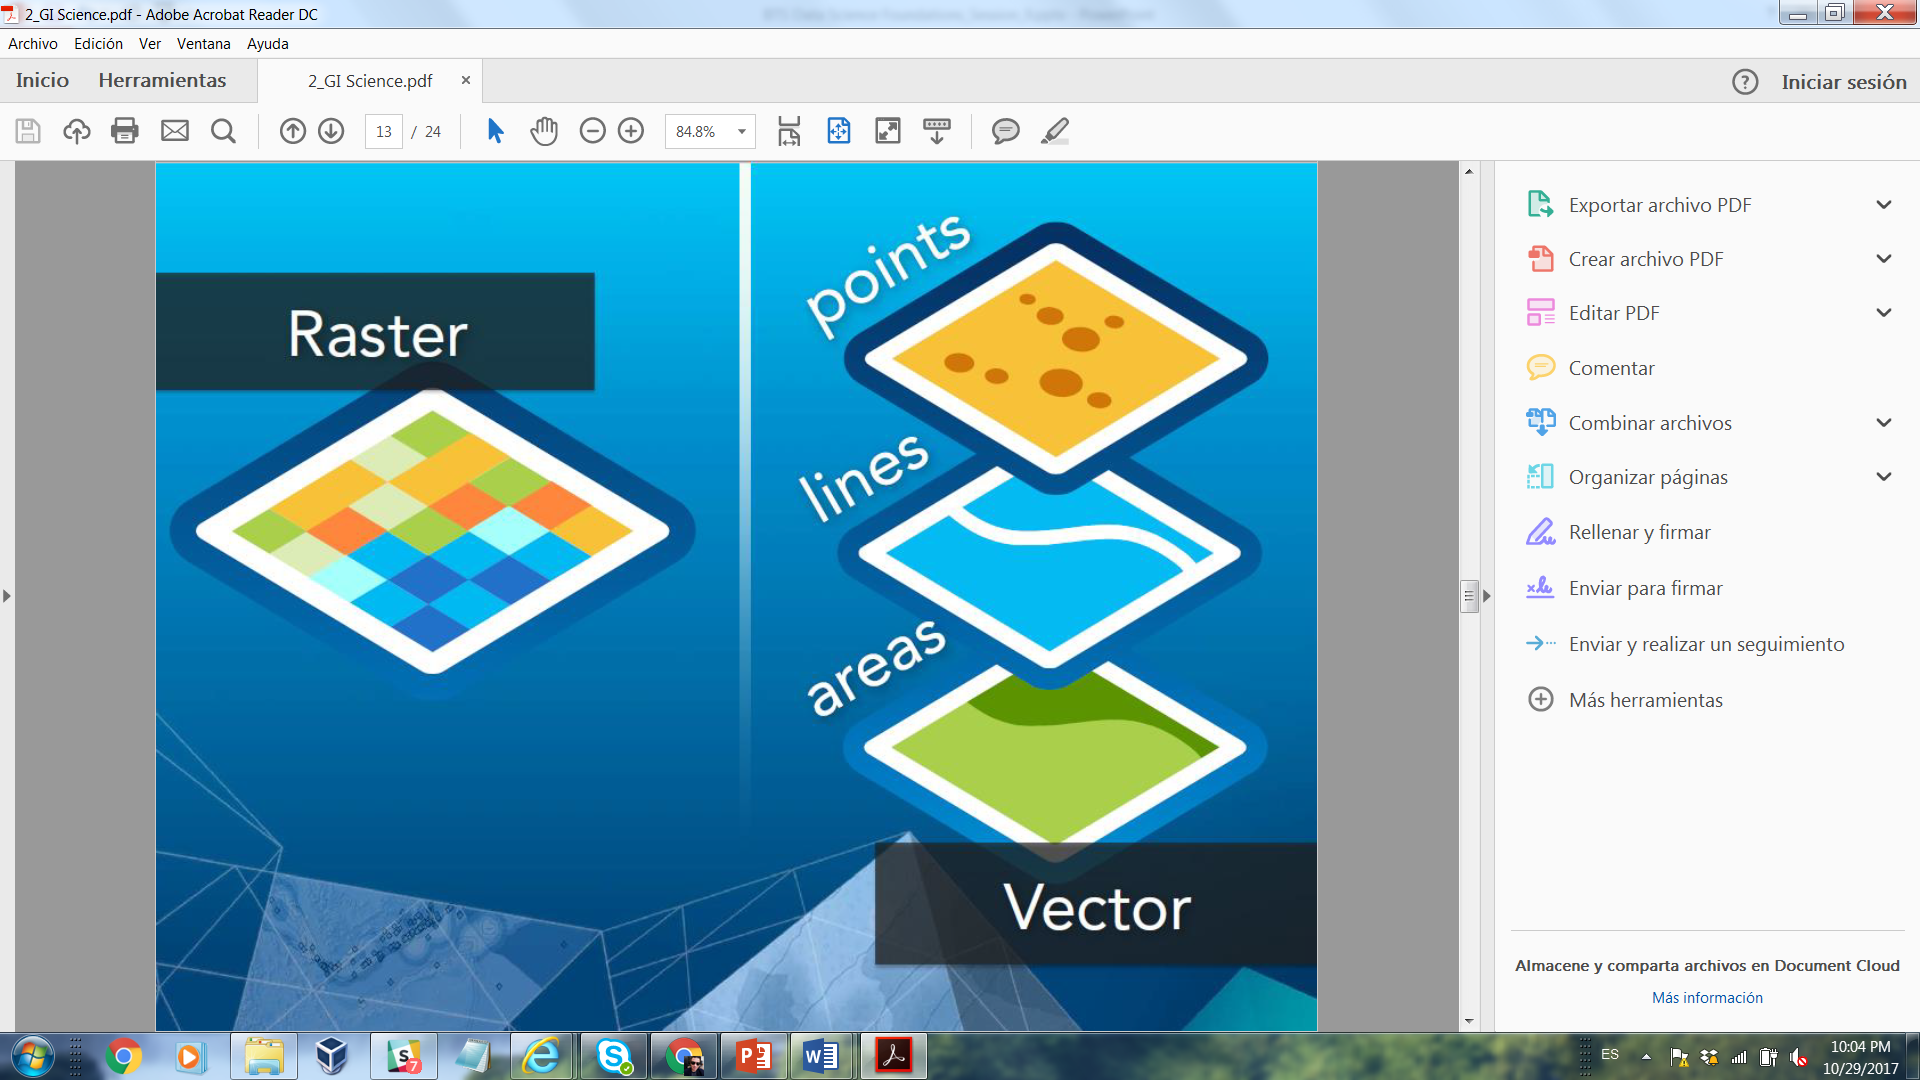 2_GI Science.pdf - Adobe Acrobat Reader DC
Archivo Edición Ver Ventana Ayuda
Inicio Herramientas 2_GI Science.pdf × ? Iniciar sesión
13 / 24 84.8%
Raster
points
lines
areas
Vector
Exportar archivo PDF
Crear archivo PDF
Editar PDF
Comentar
Combinar archivos
Organizar páginas
Rellenar y firmar
Enviar para firmar
Enviar y realizar un seguimiento
Más herramientas
Almacene y comparta archivos en Document Cloud
Más información
S 7
ES
10:04 PM
10/29/2017